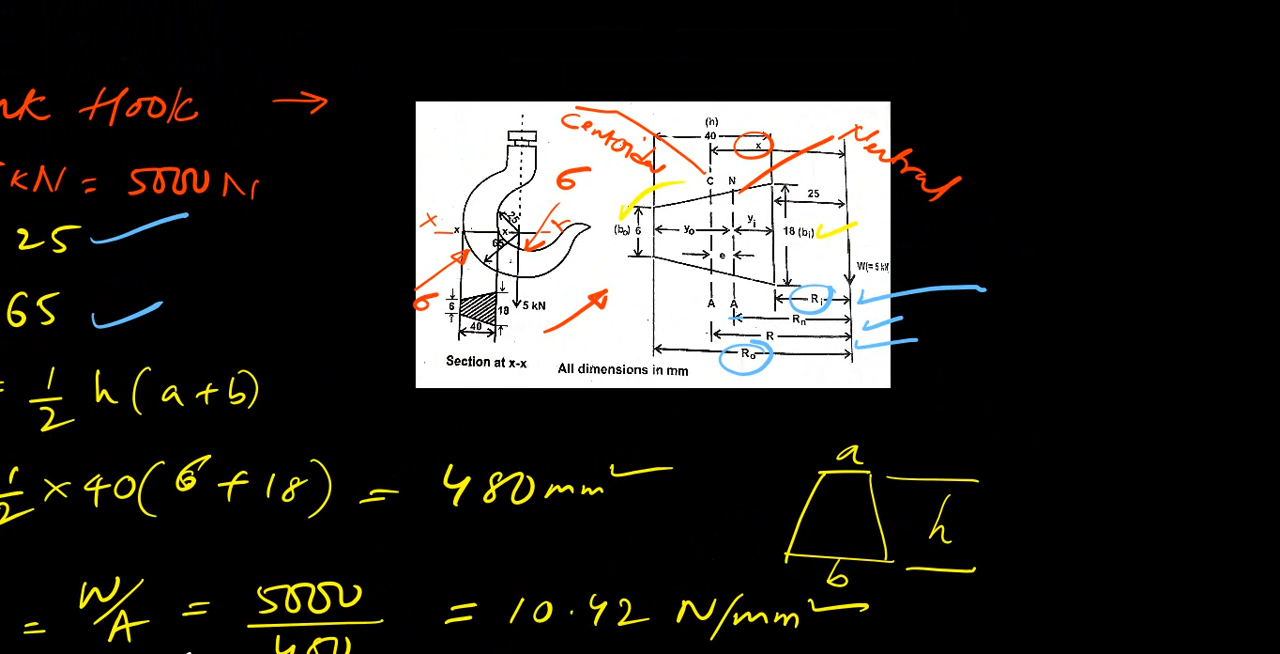 nk Hook →
kN = 5000 N
25
65
= 1/2 h (a+b)
1/2 × 40 (6 + 18) = 480 mm²
= W/A = 5000/480 = 10.42 N/mm²
Centroidal
Neutral
(h)
40
x
C N
25
(b₀) 6
y₀
yᵢ
18 (bᵢ)
e
W = 5 kN
A A
Rᵢ
Rₙ
R
R₀
6
X
x
25
x
65
6
6
18
5 kN
40
Section at x-x
All dimensions in mm
a
h
b